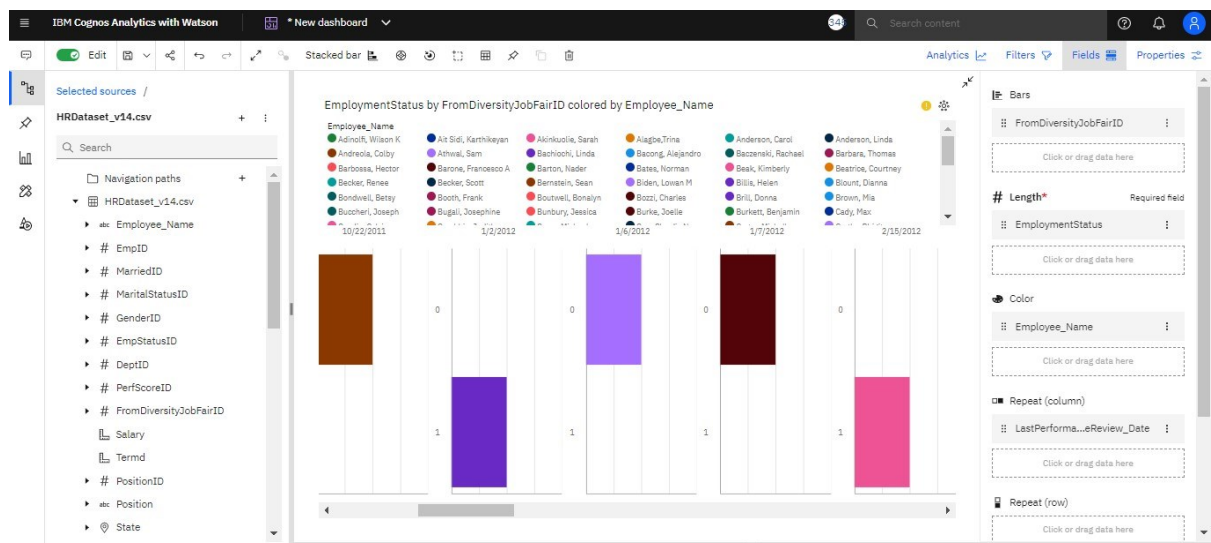 IBM Cognos Analytics with Watson
* New dashboard
Search content
Edit
Stacked bar
Analytics
Filters
Fields
Properties
Selected sources /
HRDataset_v14.csv
Search
Navigation paths
HRDataset_v14.csv
abc Employee_Name
# EmpID
# MarriedID
# MaritalStatusID
# GenderID
# EmpStatusID
# DeptID
# PerfScoreID
# FromDiversityJobFairID
Salary
Termd
# PositionID
abc Position
State
EmploymentStatus by FromDiversityJobFairID colored by Employee_Name
Employee_Name
Adinolfi, Wilson K Ait Sidi, Karthikeyan Akinkuolie, Sarah Alagbe,Trina Anderson, Carol Anderson, Linda
Andreola, Colby Athwal, Sam Bachiochi, Linda Bacong, Alejandro Baczenski, Rachael Barbara, Thomas
Barbossa, Hector Barone, Francesco A Barton, Nader Bates, Norman Beak, Kimberly Beatrice, Courtney
Becker, Renee Becker, Scott Bernstein, Sean Biden, Lowan M Billis, Helen Blount, Dianna
Bondwell, Betsy Booth, Frank Boutwell, Bonalyn Bozzi, Charles Brill, Donna Brown, Mia
Buccheri, Joseph Bugali, Josephine Bunbury, Jessica Burke, Joelle Burkett, Benjamin Cady, Max
10/22/2011 1/2/2012 1/6/2012 1/7/2012 2/15/2012
0 0 0 0
1 1 1 1
Bars
FromDiversityJobFairID
Click or drag data here
# Length* Required field
EmploymentStatus
Click or drag data here
Color
Employee_Name
Click or drag data here
Repeat (column)
LastPerforma...eReview_Date
Click or drag data here
Repeat (row)
Click or drag data here